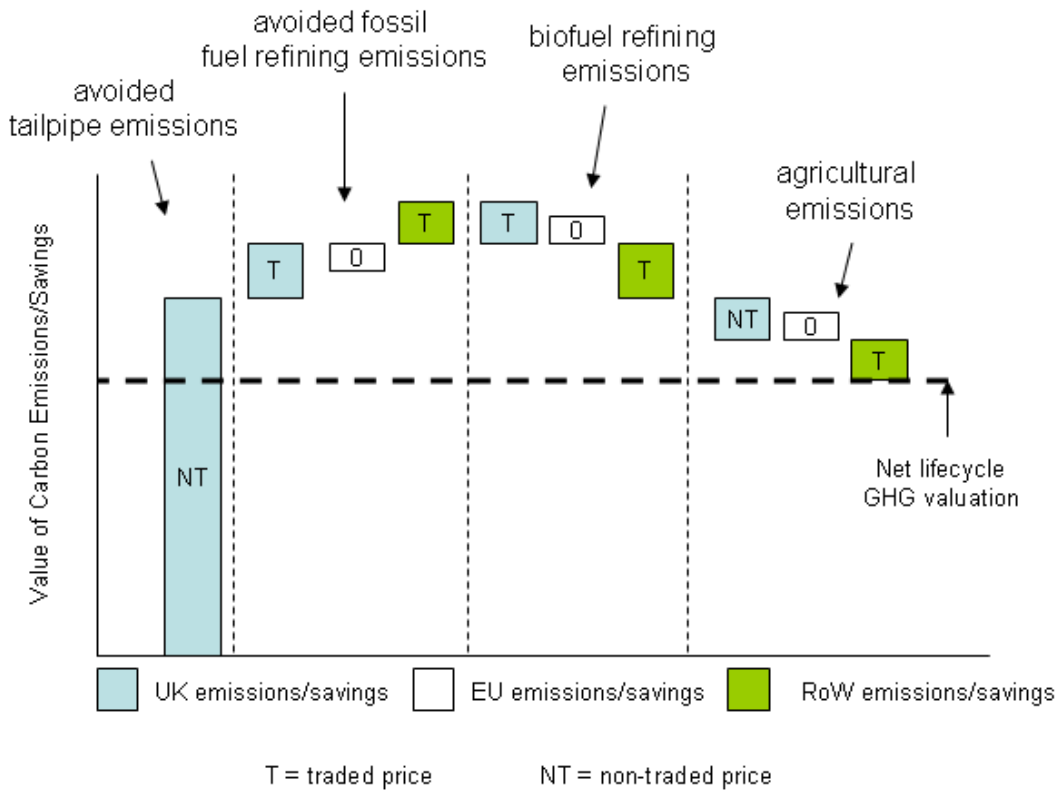 avoided fossil
fuel refining emissions
biofuel refining
emissions
avoided
tailpipe emissions
agricultural
emissions
Value of Carbon Emissions/Savings
NT
T
0
T
T
0
T
NT
0
T
Net lifecycle
GHG valuation
UK emissions/savings
EU emissions/savings
RoW emissions/savings
T = traded price
NT = non-traded price